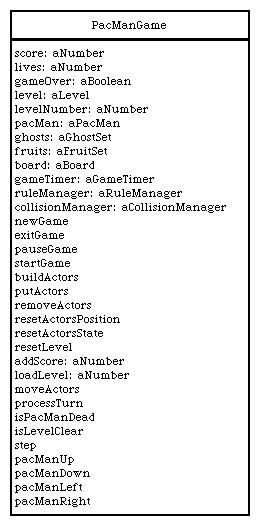 PacManGame
score: aNumber
lives: aNumber
gameOver: aBoolean
level: aLevel
levelNumber: aNumber
pacMan: aPacMan
ghosts: aGhostSet
fruits: aFruitSet
board: aBoard
gameTimer: aGameTimer
ruleManager: aRuleManager
collisionManager: aCollisionManager
newGame
exitGame
pauseGame
startGame
buildActors
putActors
removeActors
resetActorsPosition
resetActorsState
resetLevel
addScore: aNumber
loadLevel: aNumber
moveActors
processTurn
isPacManDead
isLevelClear
step
pacManUp
pacManDown
pacManLeft
pacManRight